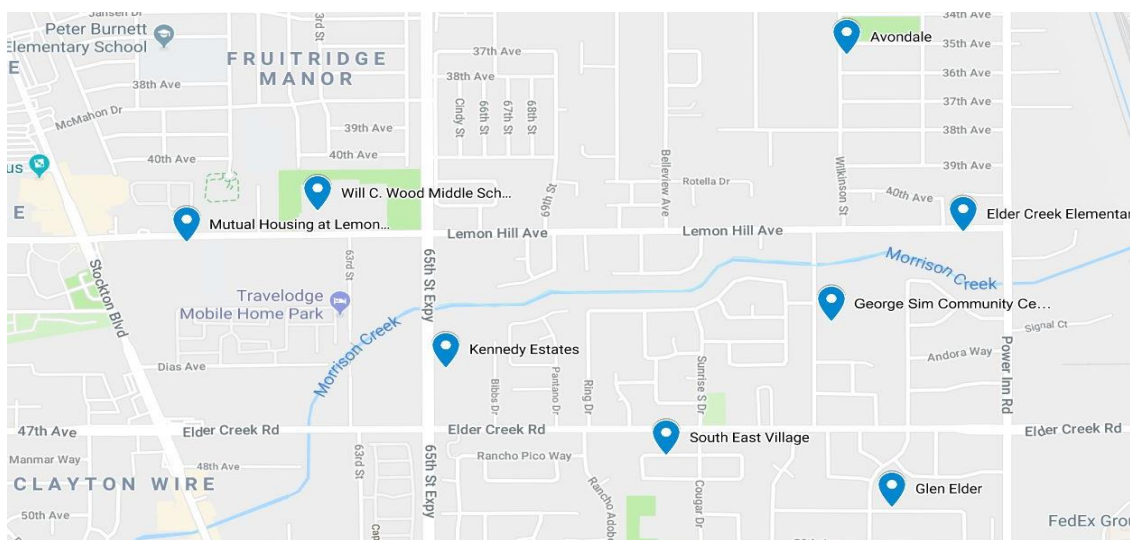 Jansen Dr
Peter Burnett
Elementary School
63rd St
FRUITRIDGE
MANOR
37th Ave
38th Ave
38th Ave
McMahon Dr
39th Ave
40th Ave
40th Ave
Cindy St
66th St
67th St
68th St
69th St
65th St Expy
Belleview Ave
Rotella Dr
34th Ave
35th Ave
Avondale
36th Ave
37th Ave
38th Ave
39th Ave
40th Ave
Wilkinson St
us
E
E
Will C. Wood Middle Sch...
Mutual Housing at Lemon...
Elder Creek Elementar
Lemon Hill Ave
Lemon Hill Ave
Morrison Creek
Stockton Blvd
63rd St
Travelodge
Mobile Home Park
Morrison Creek
George Sim Community Ce...
Signal Ct
Andora Way
Power Inn Rd
Kennedy Estates
Dias Ave
Bibbs Dr
Pantano Dr
Ring Dr
Sunrise S Dr
47th Ave
Elder Creek Rd
Elder Creek Rd
Elder Creek Rd
South East Village
Manmar Way
48th Ave
63rd St
65th St Expy
Rancho Pico Way
Rancho Adobe
Cougar Dr
Glen Elder
CLAYTON WIRE
50th Ave
Cap
FedEx Grou